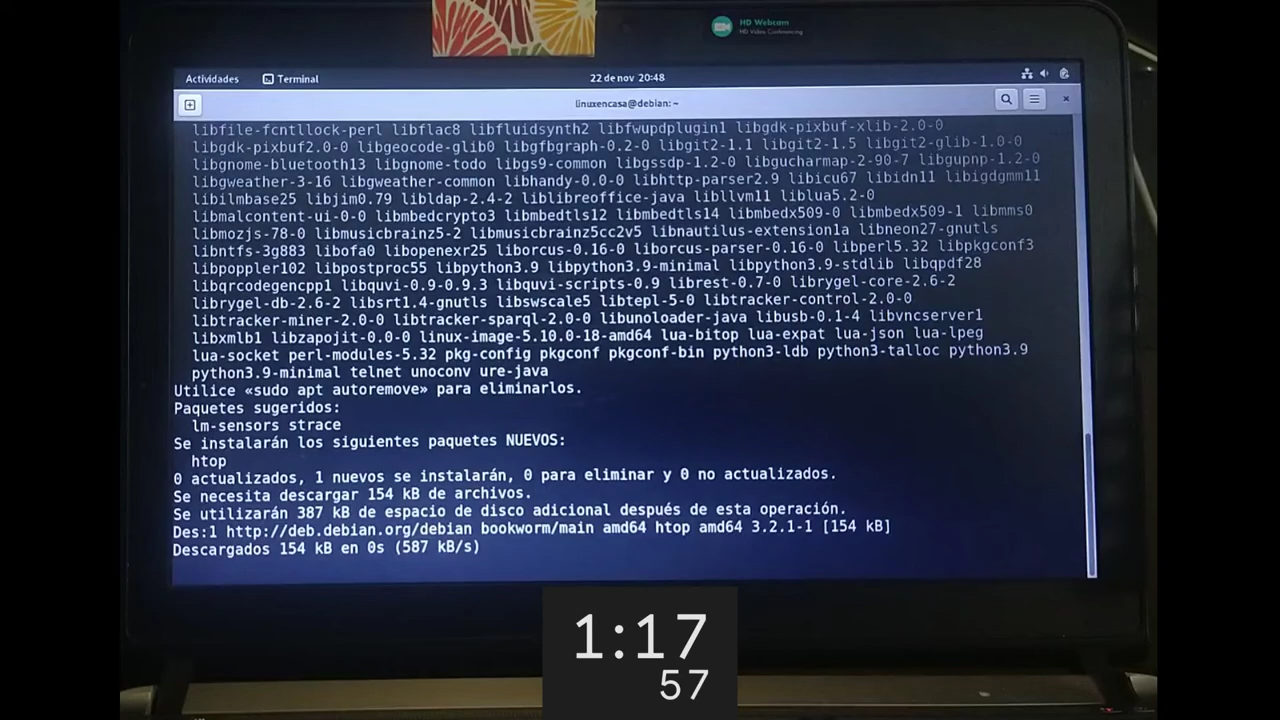 HD Webcam
HD Video Conferencing
Actividades Terminal 22 de nov 20:48
linuxencasa@debian: ~
libfile-fcntllock-perl libflac8 libfluidsynth2 libfwupdplugin1 libgdk-pixbuf-xlib-2.0-0
libgdk-pixbuf2.0-0 libgeocode-glib0 libgfbgraph-0.2-0 libgit2-1.1 libgit2-1.5 libgit2-glib-1.0-0
libgnome-bluetooth13 libgnome-todo libgs9-common libgssdp-1.2-0 libgucharmap-2-90-7 libgupnp-1.2-0
libgweather-3-16 libgweather-common libhandy-0.0-0 libhttp-parser2.9 libicu67 libidn11 libigdgmm11
libilmbase25 libjim0.79 libldap-2.4-2 liblibreoffice-java libllvm11 liblua5.2-0
libmalcontent-ui-0-0 libmbedcrypto3 libmbedtls12 libmbedtls14 libmbedx509-0 libmbedx509-1 libmms0
libmozjs-78-0 libmusicbrainz5-2 libmusicbrainz5cc2v5 libnautilus-extension1a libneon27-gnutls
libntfs-3g883 libofa0 libopenexr25 liborcus-0.16-0 liborcus-parser-0.16-0 libperl5.32 libpkgconf3
libpoppler102 libpostproc55 libpython3.9 libpython3.9-minimal libpython3.9-stdlib libqpdf28
libqrcodegencpp1 libquvi-0.9-0.9.3 libquvi-scripts-0.9 librest-0.7-0 librygel-core-2.6-2
librygel-db-2.6-2 libsrt1.4-gnutls libswscale5 libtepl-5-0 libtracker-control-2.0-0
libtracker-miner-2.0-0 libtracker-sparql-2.0-0 libunoloader-java libusb-0.1-4 libvncserver1
libxmlb1 libzapojit-0.0-0 linux-image-5.10.0-18-amd64 lua-bitop lua-expat lua-json lua-lpeg
lua-socket perl-modules-5.32 pkg-config pkgconf pkgconf-bin python3-ldb python3-talloc python3.9
python3.9-minimal telnet unoconv ure-java
Utilice «sudo apt autoremove» para eliminarlos.
Paquetes sugeridos:
lm-sensors strace
Se instalarán los siguientes paquetes NUEVOS:
htop
0 actualizados, 1 nuevos se instalarán, 0 para eliminar y 0 no actualizados.
Se necesita descargar 154 kB de archivos.
Se utilizarán 387 kB de espacio de disco adicional después de esta operación.
Des:1 http://deb.debian.org/debian bookworm/main amd64 htop amd64 3.2.1-1 [154 kB]
Descargados 154 kB en 0s (587 kB/s)
1:17
57